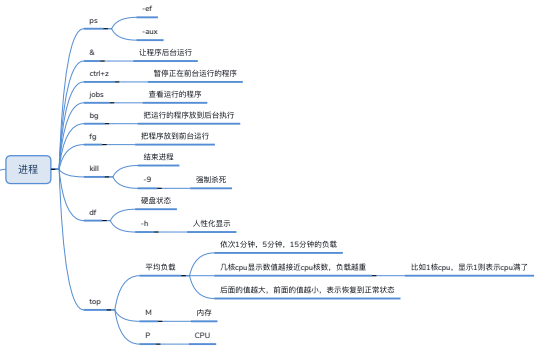 进程
ps
-ef
-aux
&
让程序后台运行
ctrl+z
暂停正在前台运行的程序
jobs
查看运行的程序
bg
把运行的程序放到后台执行
fg
把程序放到前台运行
kill
结束进程
-9
强制杀死
df
硬盘状态
-h
人性化显示
top
平均负载
依次1分钟，5分钟，15分钟的负载
几核cpu显示数值越接近cpu核数，负载越重
比如1核cpu，显示1则表示cpu满了
后面的值越大，前面的值越小，表示恢复到正常状态
M
内存
P
CPU